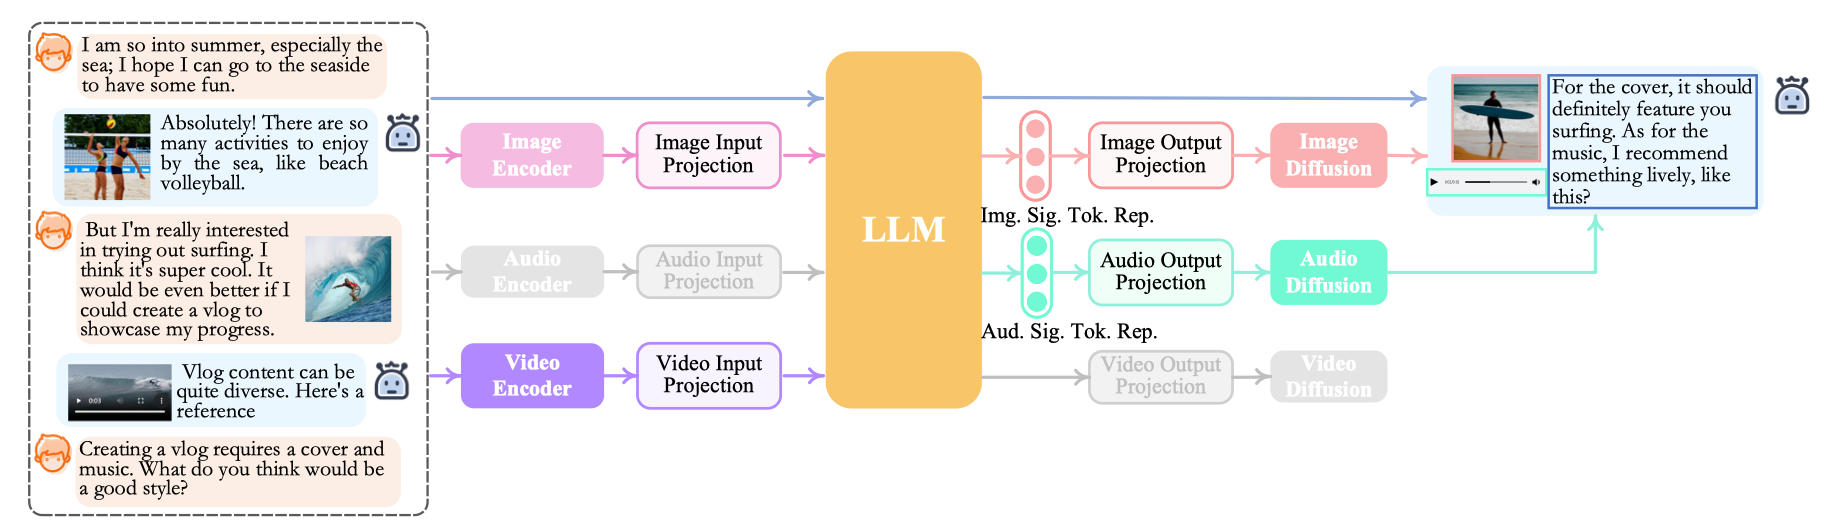 I am so into summer, especially the
sea; I hope I can go to the seaside
to have some fun.
Absolutely! There are so
many activities to enjoy
by the sea, like beach
volleyball.
But I'm really interested
in trying out surfing. I
think it's super cool. It
would be even better if I
could create a vlog to
showcase my progress.
Vlog content can be
quite diverse. Here's a
reference
0:03
Creating a vlog requires a cover and
music. What do you think would be
a good style?
Image
Encoder
Image Input
Projection
Audio
Encoder
Audio Input
Projection
Video
Encoder
Video Input
Projection
LLM
Img. Sig. Tok. Rep.
Image Output
Projection
Image
Diffusion
Aud. Sig. Tok. Rep.
Audio Output
Projection
Audio
Diffusion
Video Output
Projection
Video
Diffusion
For the cover, it should
definitely feature you
surfing. As for the
music, I recommend
something lively, like
this?